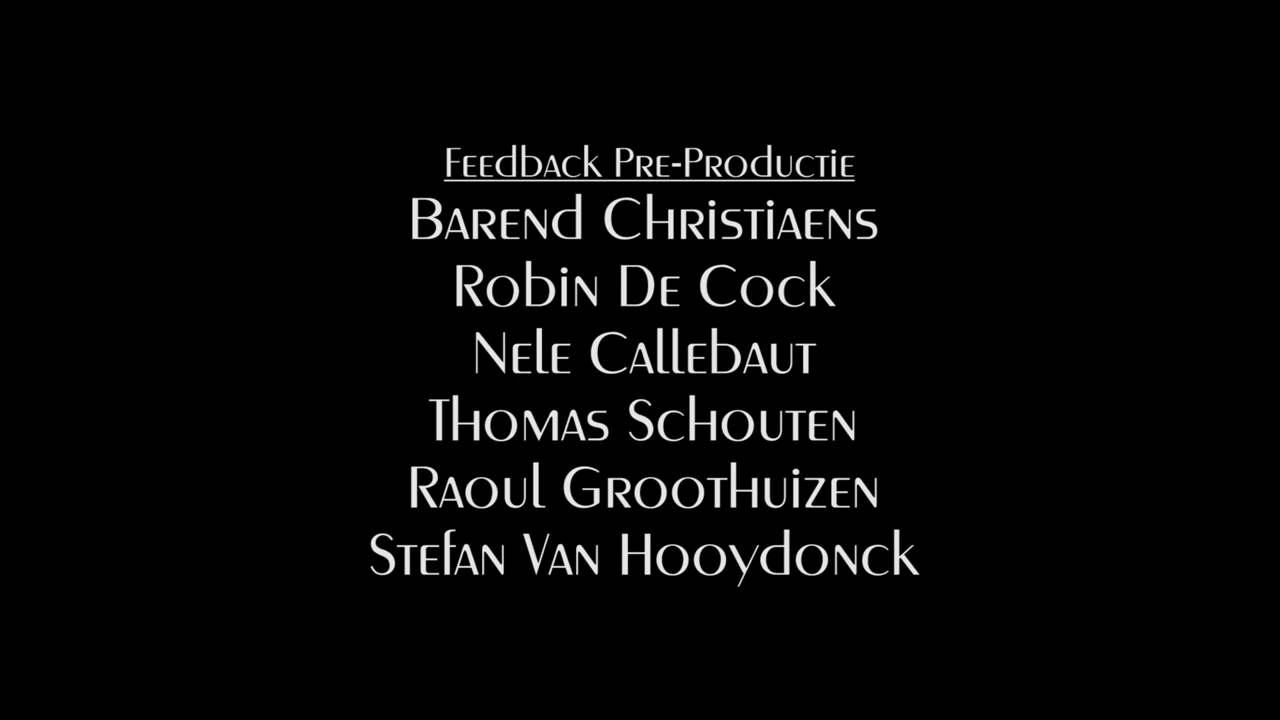 Feedback Pre-Productie
Barend Christiaens
Robin De Cock
Nele Callebaut
Thomas Schouten
Raoul Groothuizen
Stefan Van Hooydonck